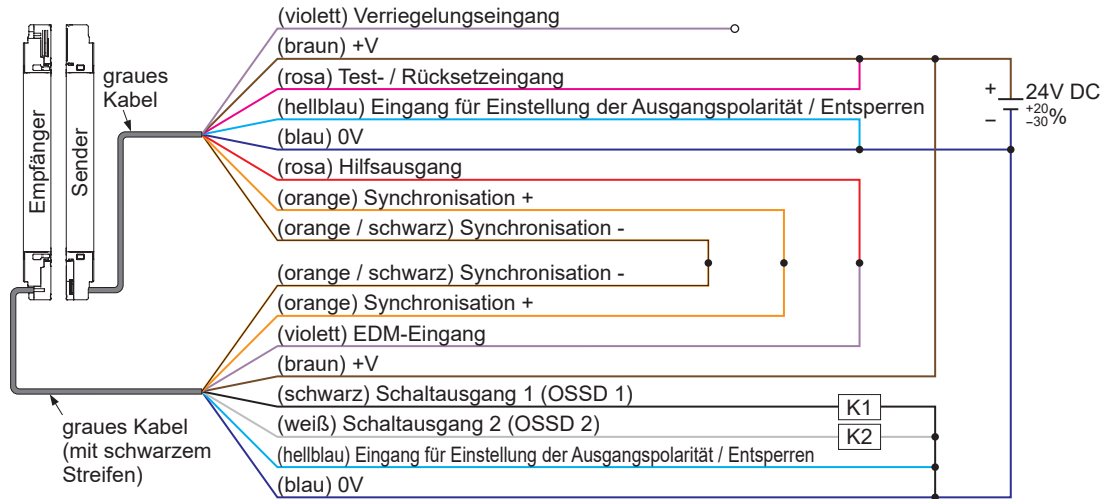 (violett) Verriegelungseingang
(braun) +V
(rosa) Test- / Rücksetzeingang
(hellblau) Eingang für Einstellung der Ausgangspolarität / Entsperren
(blau) 0V
(rosa) Hilfsausgang
(orange) Synchronisation +
(orange / schwarz) Synchronisation -
(orange / schwarz) Synchronisation -
(orange) Synchronisation +
(violett) EDM-Eingang
(braun) +V
(schwarz) Schaltausgang 1 (OSSD 1)
(weiß) Schaltausgang 2 (OSSD 2)
(hellblau) Eingang für Einstellung der Ausgangspolarität / Entsperren
(blau) 0V
Empfänger
Sender
graues
Kabel
graues Kabel
(mit schwarzem
Streifen)
K1
K2
+
–
24V DC
+20
–30 %